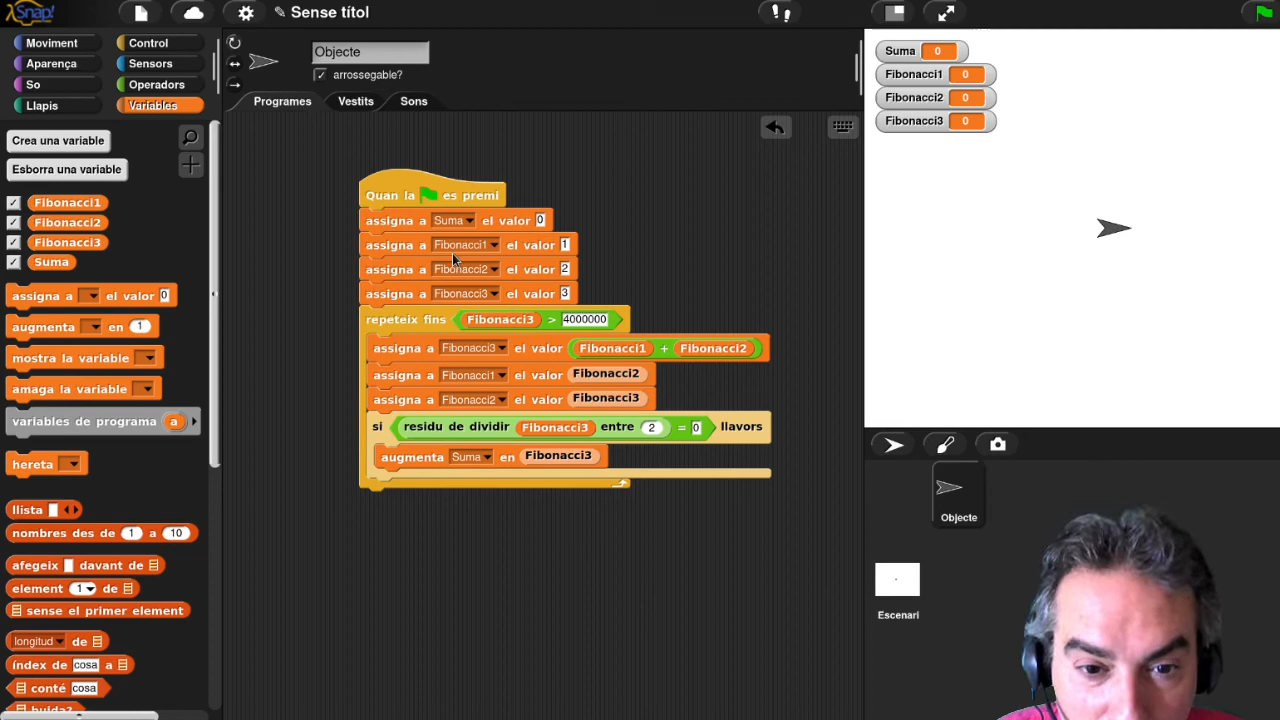 Snap!
Sense títol
Moviment
Control
Aparença
Sensors
So
Operadors
Llapis
Variables
Crea una variable
Esborra una variable
Fibonacci1
Fibonacci2
Fibonacci3
Suma
assigna a el valor 0
augmenta en 1
mostra la variable
amaga la variable
variables de programa a
hereta
llista
nombres des de 1 a 10
afegeix davant de
element 1 de
sense el primer element
longitud de
índex de cosa a
conté cosa
Objecte
arrossegable?
Programes
Vestits
Sons
Quan la es premi
assigna a Suma el valor 0
assigna a Fibonacci1 el valor 1
assigna a Fibonacci2 el valor 2
assigna a Fibonacci3 el valor 3
repeteix fins Fibonacci3 > 4000000
assigna a Fibonacci3 el valor Fibonacci1 + Fibonacci2
assigna a Fibonacci1 el valor Fibonacci2
assigna a Fibonacci2 el valor Fibonacci3
si residu de dividir Fibonacci3 entre 2 = 0 llavors
augmenta Suma en Fibonacci3
Suma 0
Fibonacci1 0
Fibonacci2 0
Fibonacci3 0
Objecte
Escenari